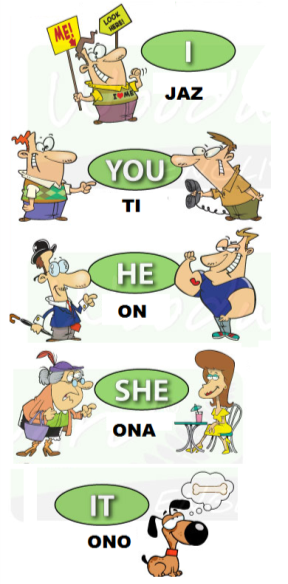 ME!
LOOK HERE!
I
I ♥ ME!
JAZ
YOU
TI
HE
ON
SHE
ONA
IT
ONO